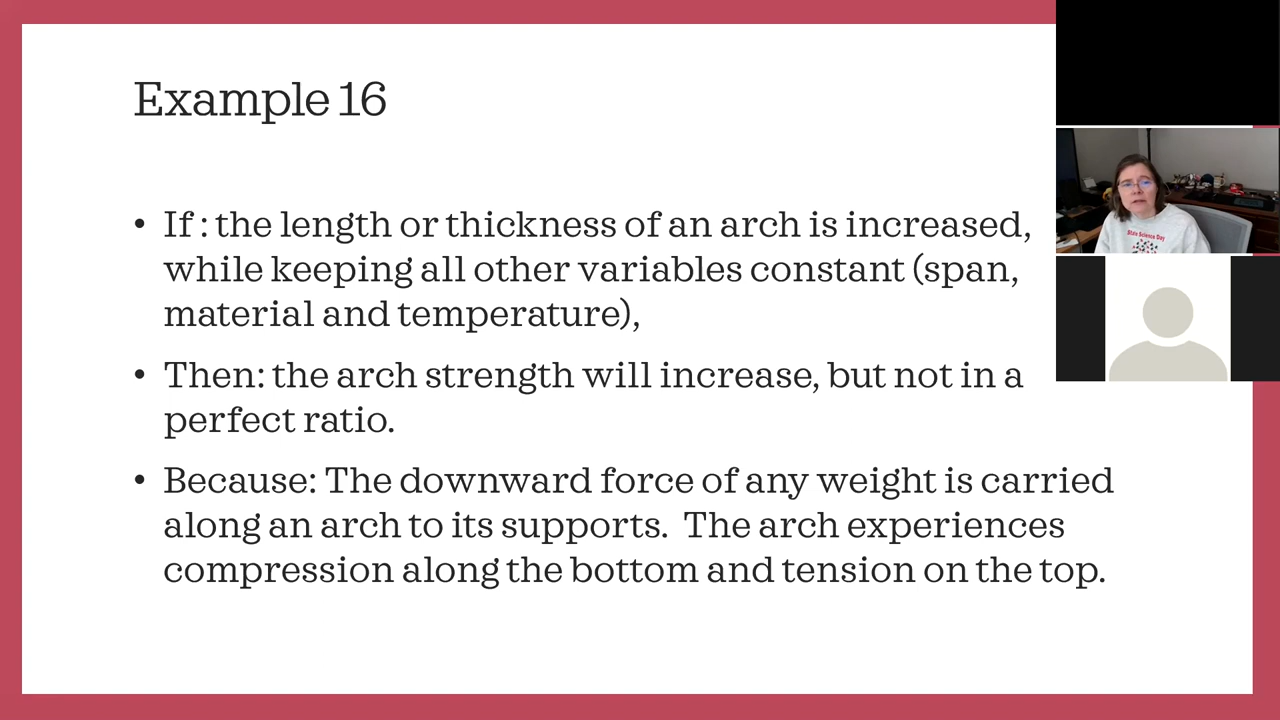 Example 16
• If : the length or thickness of an arch is increased,
while keeping all other variables constant (span,
material and temperature),
• Then: the arch strength will increase, but not in a
perfect ratio.
• Because: The downward force of any weight is carried
along an arch to its supports.  The arch experiences
compression along the bottom and tension on the top.
State Science Day